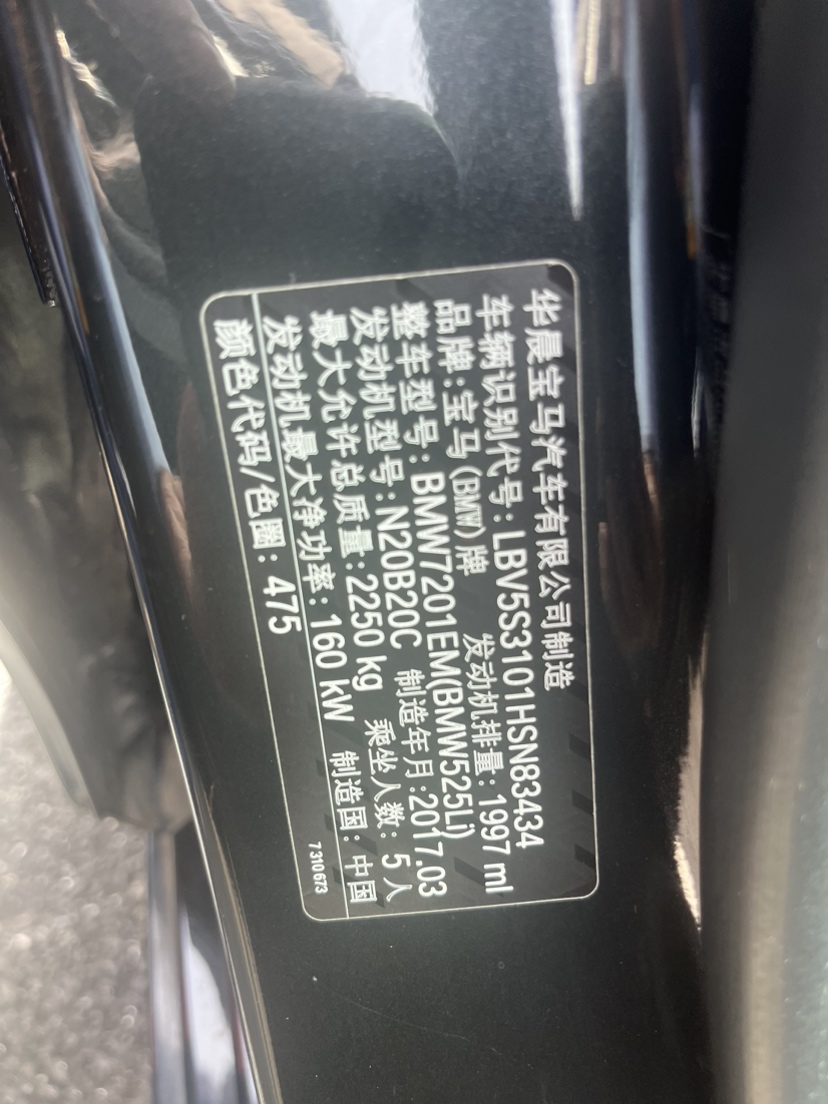 华晨宝马汽车有限公司制造
车辆识别代号: LBV5S3101HSN83434
品牌:宝马(BMW)牌 发动机排量: 1997 ml
整车型号: BMW7201EM(BMW525Li)
发动机型号: N20B20C 制造年月:2017.03
最大允许总质量:2250 kg 乘坐人数: 5人
发动机最大净功率: 160 kW 制造国: 中国
颜色代码/色圈: 475
7 310 673